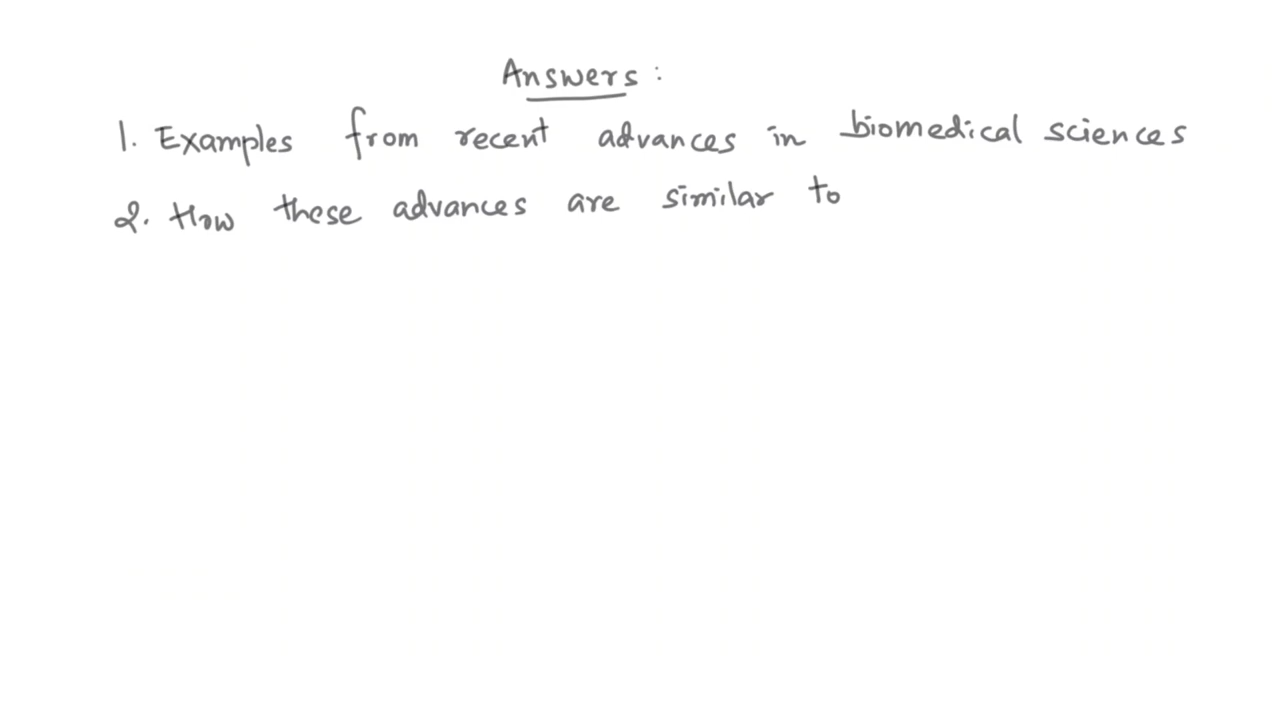 Answers:
1. Examples from recent advances in biomedical sciences
2. How these advances are similar to